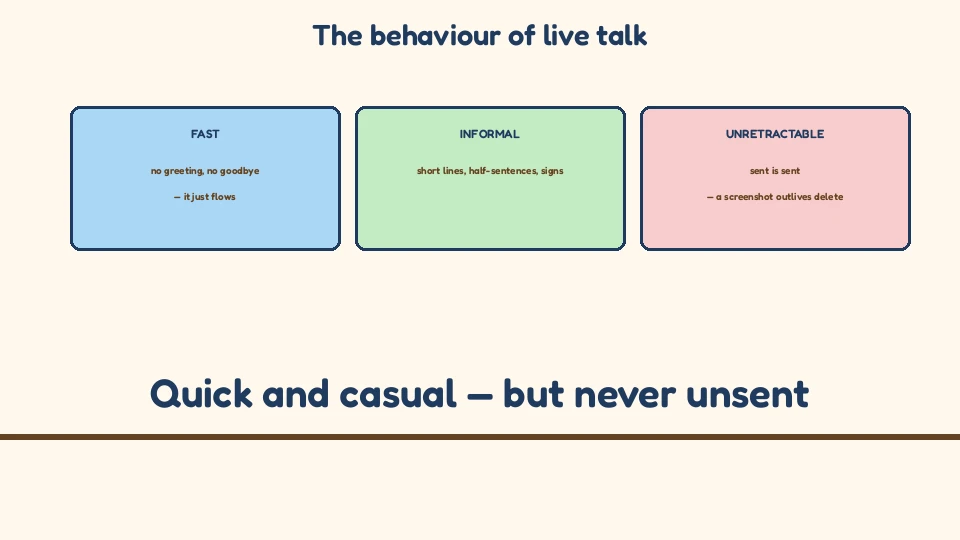 The behaviour of live talk
FAST
no greeting, no goodbye
— it just flows
INFORMAL
short lines, half-sentences, signs
UNRETRACTABLE
sent is sent
— a screenshot outlives delete
Quick and casual — but never unsent